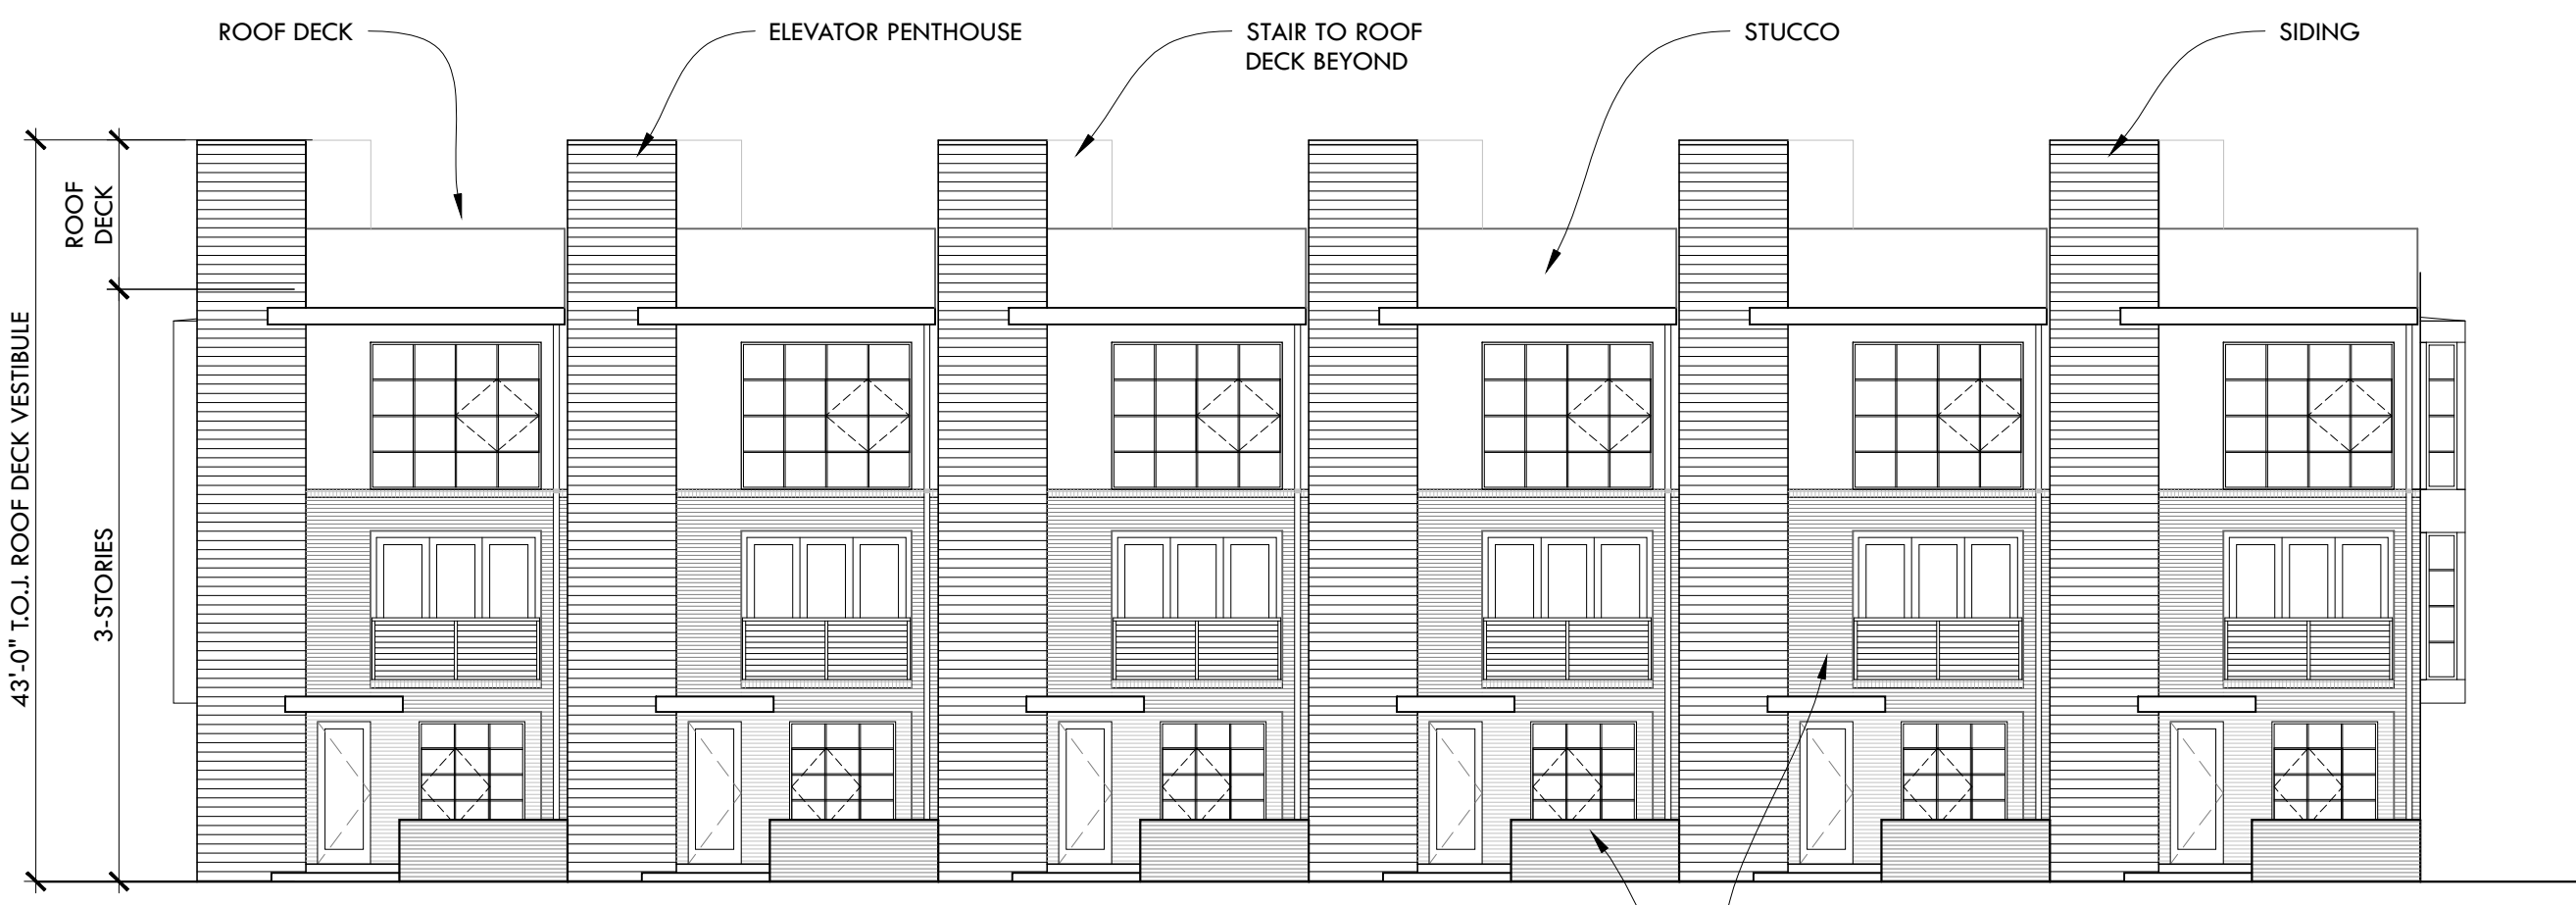 ROOF DECK
ELEVATOR PENTHOUSE
STAIR TO ROOF
DECK BEYOND
STUCCO
SIDING
ROOF
DECK
43'-0" T.O.J. ROOF DECK VESTIBULE
3-STORIES